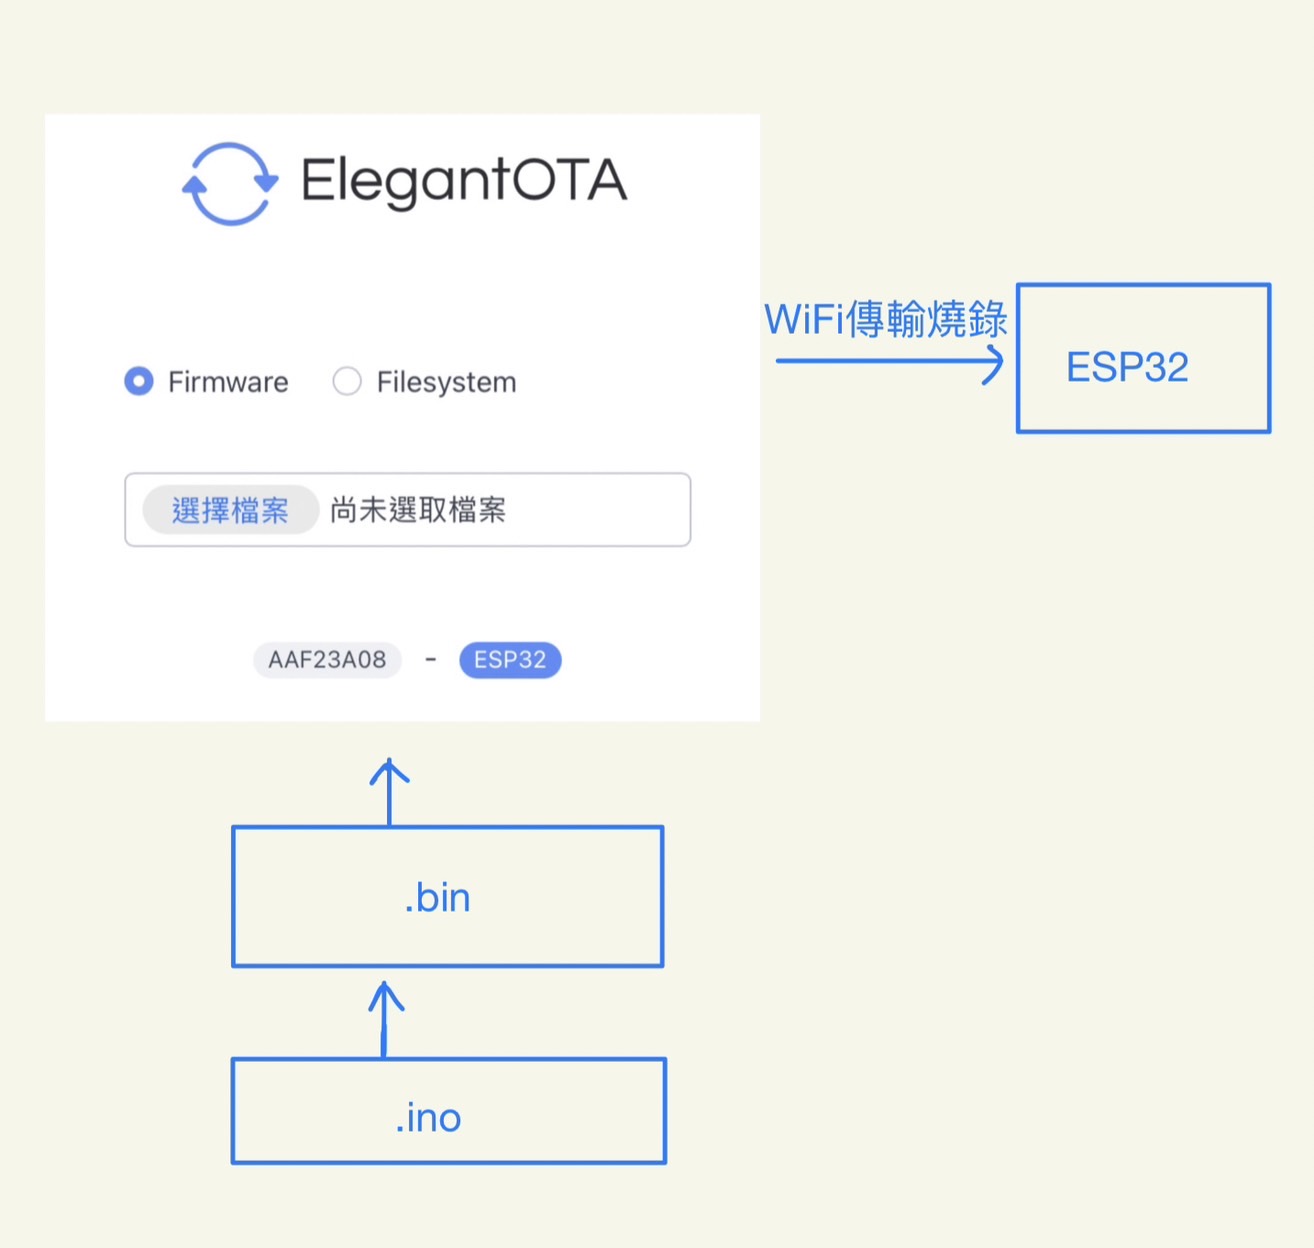 ElegantOTA
WiFi傳輸燒錄
ESP32
Firmware Filesystem
選擇檔案 尚未選取檔案
AAF23A08 - ESP32
.bin
.ino